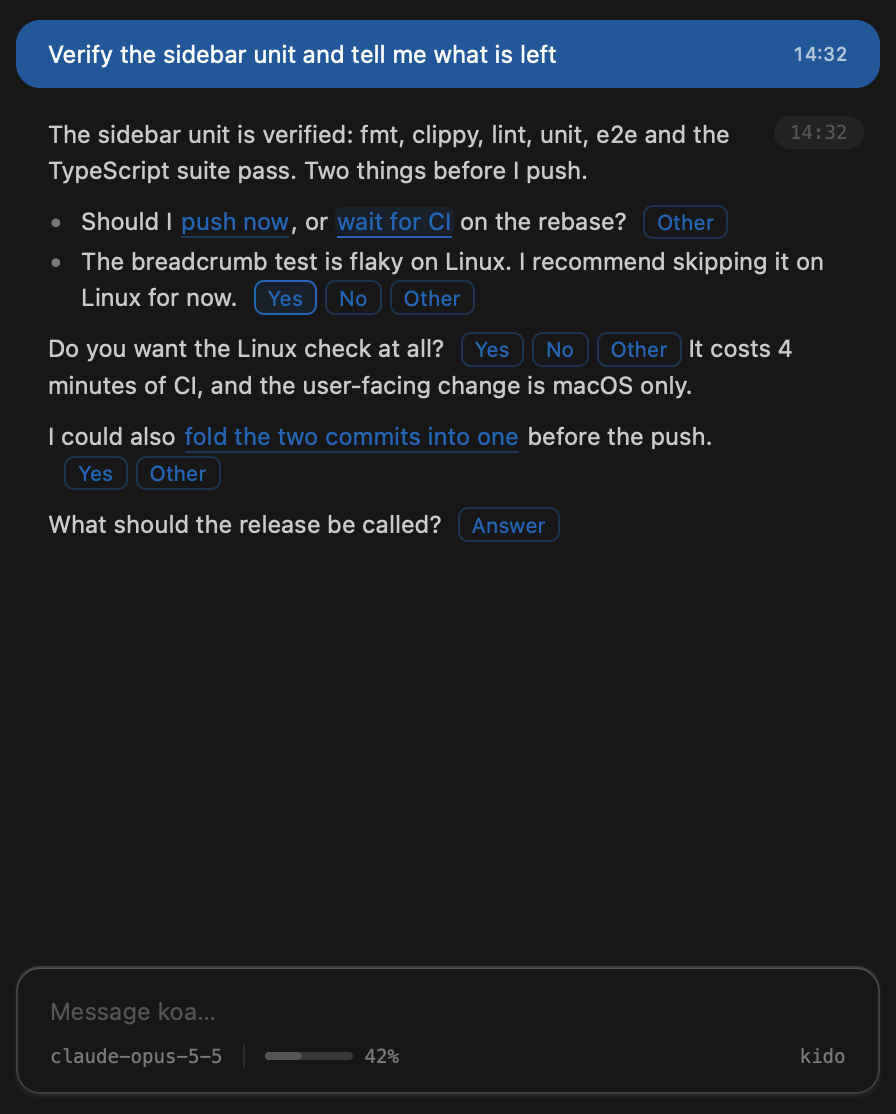 Verify the sidebar unit and tell me what is left 14:32
The sidebar unit is verified: fmt, clippy, lint, unit, e2e and the 14:32
TypeScript suite pass. Two things before I push.
• Should I push now, or wait for CI on the rebase? Other
• The breadcrumb test is flaky on Linux. I recommend skipping it on
Linux for now. Yes No Other
Do you want the Linux check at all? Yes No Other It costs 4
minutes of CI, and the user-facing change is macOS only.
I could also fold the two commits into one before the push.
Yes Other
What should the release be called? Answer
Message koa...
claude-opus-5-5 42% kido